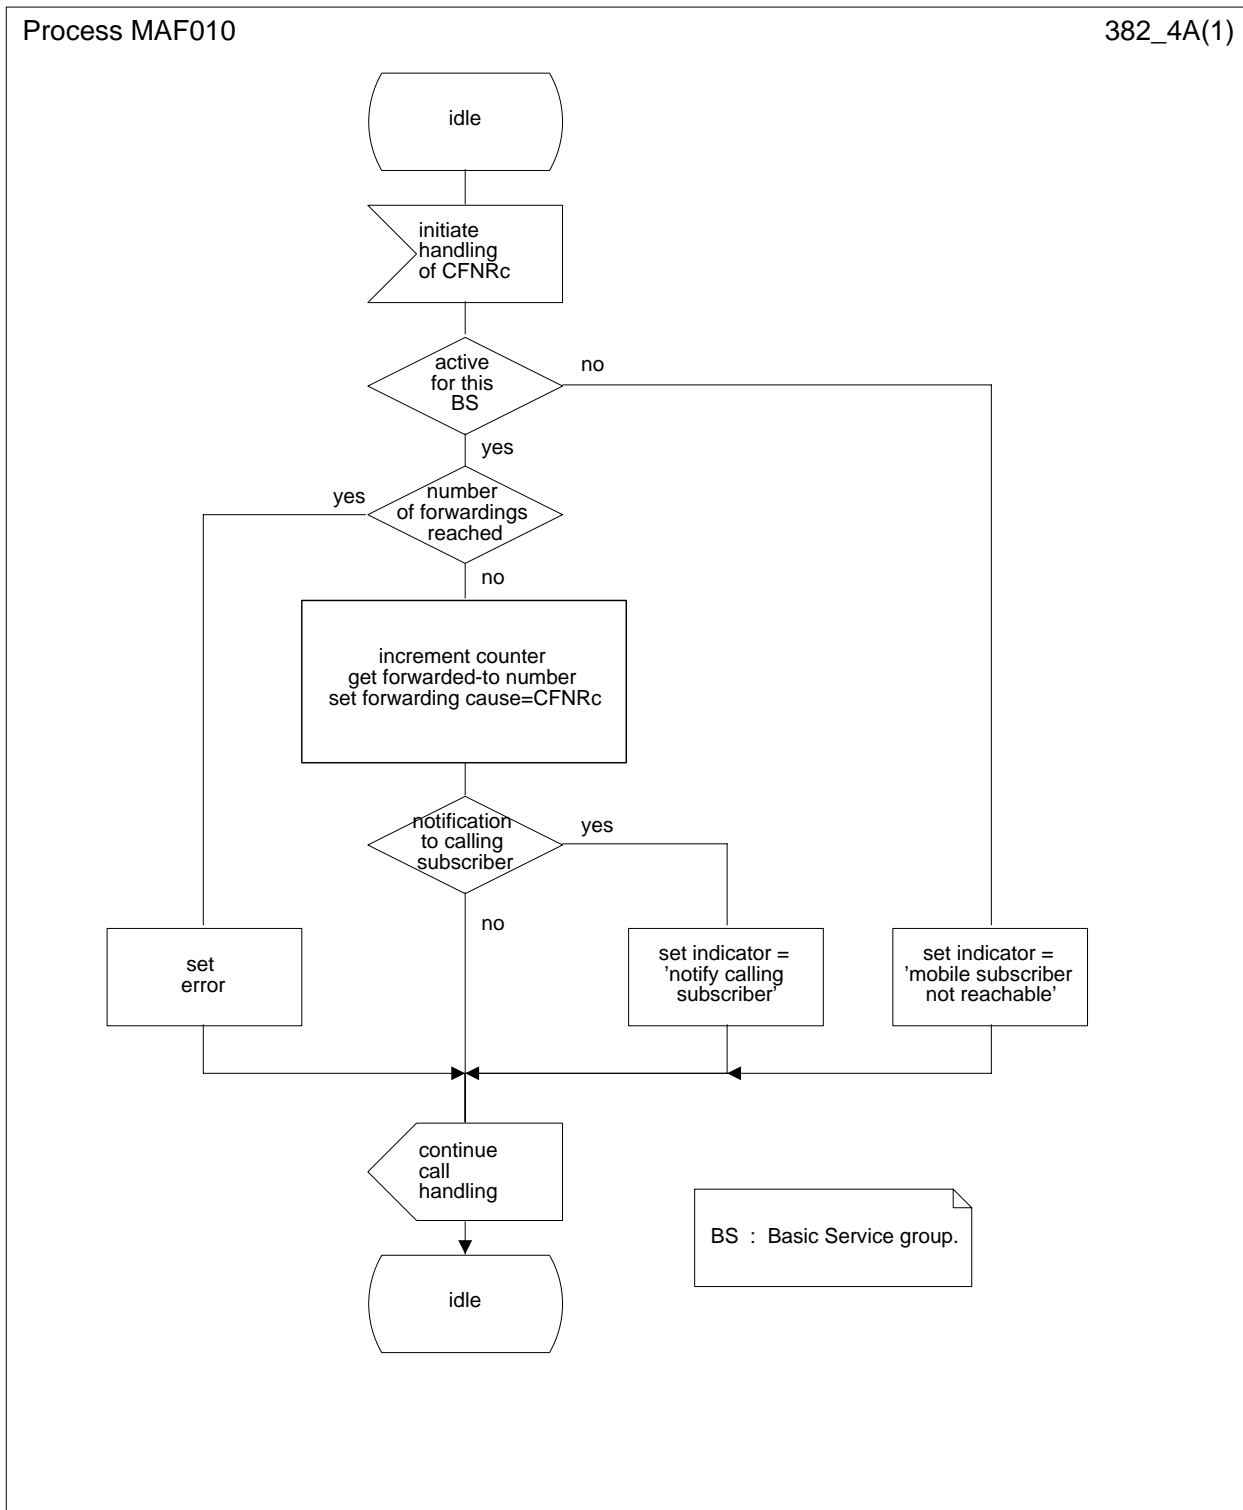 Process MAF010
382_4A(1)
idle
initiate
handling
of CFNRc
active
for this
BS
no
yes
number
of forwardings
reached
yes
no
increment counter
get forwarded-to number
set forwarding cause=CFNRc
notification
to calling
subscriber
yes
no
set
error
set indicator =
’notify calling
subscriber’
set indicator =
’mobile subscriber
not reachable’
continue
call
handling
BS : Basic Service group.
idle